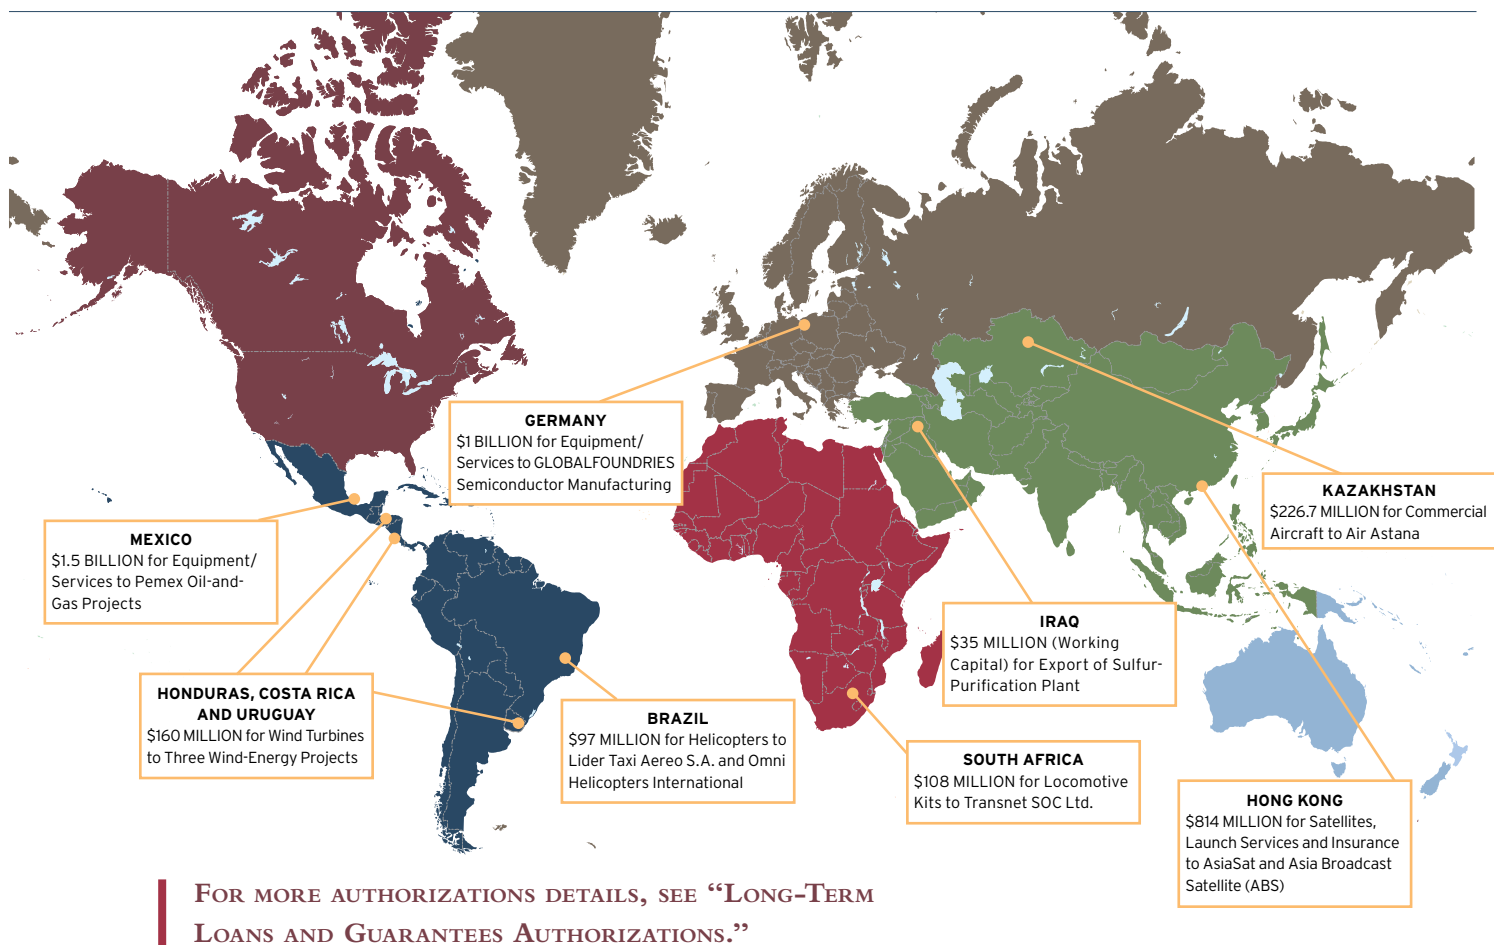 GERMANY
$1 BILLION for Equipment/
Services to GLOBALFOUNDRIES
Semiconductor Manufacturing
KAZAKHSTAN
$226.7 MILLION for Commercial
Aircraft to Air Astana
MEXICO
$1.5 BILLION for Equipment/
Services to Pemex Oil-and-
Gas Projects
IRAQ
$35 MILLION (Working
Capital) for Export of Sulfur-
Purification Plant
HONDURAS, COSTA RICA
AND URUGUAY
$160 MILLION for Wind Turbines
to Three Wind-Energy Projects
BRAZIL
$97 MILLION for Helicopters to
Lider Taxi Aereo S.A. and Omni
Helicopters International
SOUTH AFRICA
$108 MILLION for Locomotive
Kits to Transnet SOC Ltd.
HONG KONG
$814 MILLION for Satellites,
Launch Services and Insurance
to AsiaSat and Asia Broadcast
Satellite (ABS)
For more authorizations details, see “Long-Term
Loans and Guarantees Authorizations.”